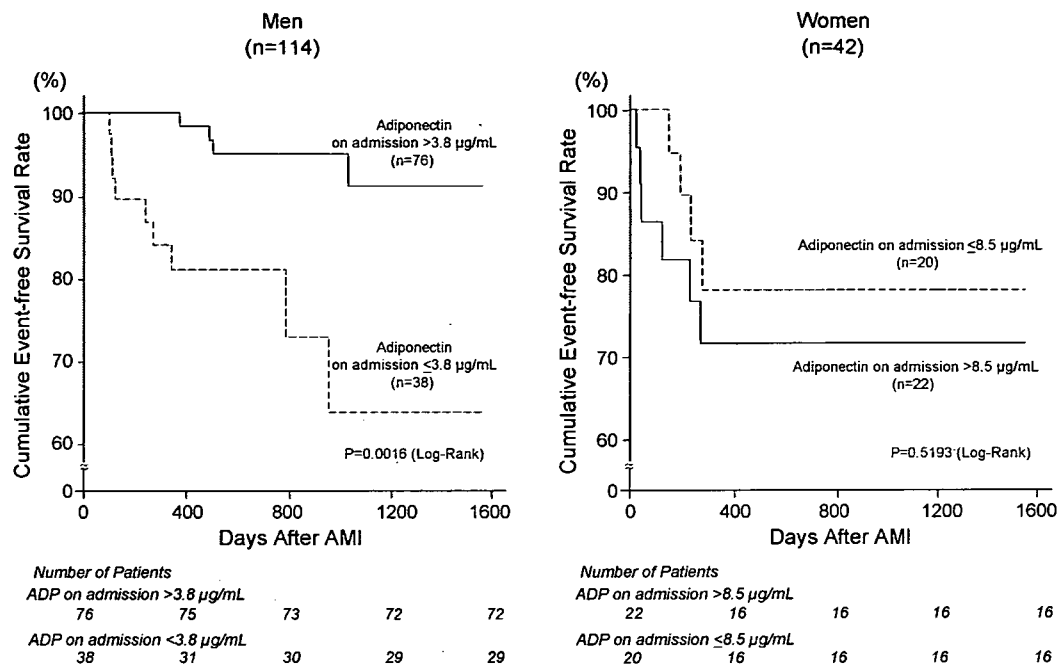 Men
(n=114)
(%)
100
90
80
70
60
0
Cumulative Event-free Survival Rate
Adiponectin
on admission >3.8 µg/mL
(n=76)
Adiponectin
on admission ≤3.8 µg/mL
(n=38)
P=0.0016 (Log-Rank)
0 400 800 1200 1600
Days After AMI
Number of Patients
ADP on admission >3.8 µg/mL
76 75 73 72 72
ADP on admission <3.8 µg/mL
38 31 30 29 29
Women
(n=42)
(%)
100
90
80
70
60
0
Cumulative Event-free Survival Rate
Adiponectin on admission ≤8.5 µg/mL
(n=20)
Adiponectin on admission >8.5 µg/mL
(n=22)
P=0.5193 (Log-Rank)
0 400 800 1200 1600
Days After AMI
Number of Patients
ADP on admission >8.5 µg/mL
22 16 16 16 16
ADP on admission ≤8.5 µg/mL
20 16 16 16 16